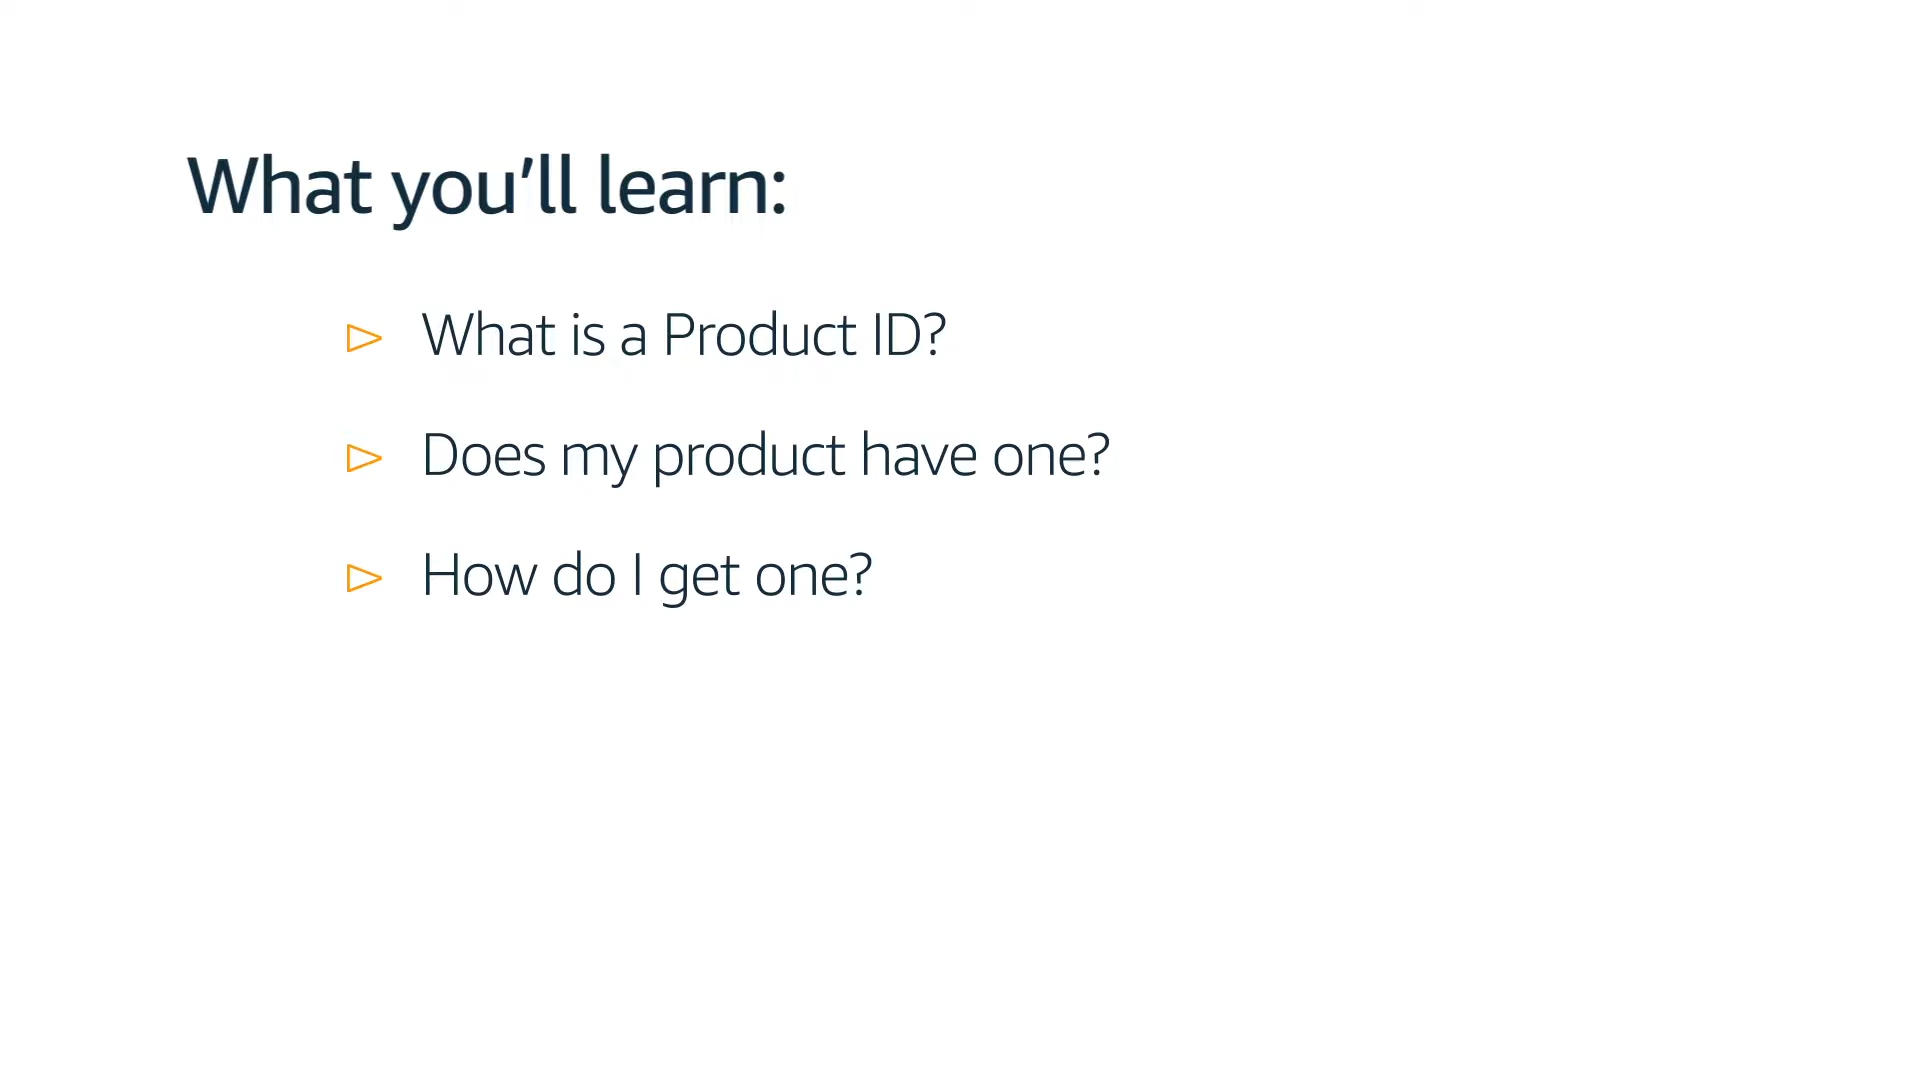 What you’ll learn:
What is a Product ID?
Does my product have one?
How do I get one?